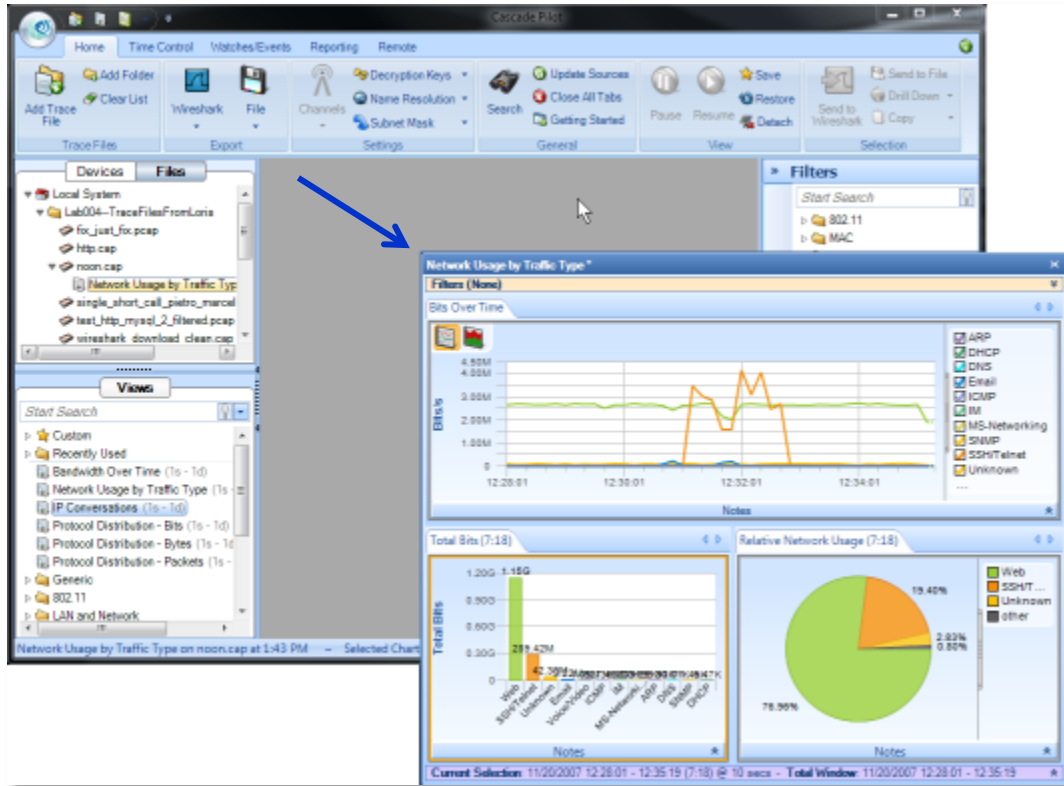 Cascade Pilot
Home Time Control Watches/Events Reporting Remote
Add Trace File
Add Folder
Clear List
Trace Files
Wireshark
File
Export
Channels
Decryption Keys
Name Resolution
Subnet Mask
Settings
Search
Update Sources
Close All Tabs
Getting Started
General
Pause
Resume
Save
Restore
Detach
View
Send to Wireshark
Send to File
Drill Down
Copy
Selection
Devices Files
Local System
Lab004--TraceFilesFromLoris
fix_just_fix.pcap
http.cap
noon.cap
Network Usage by Traffic Typ
single_short_call_pietro_marcel
test_http_mysql_2_filtered.pcap
wireshark download clean.cap
Views
Start Search
Custom
Recently Used
Bandwidth Over Time (1s - 1d)
Network Usage by Traffic Type (1s -
IP Conversations (1s - 1d)
Protocol Distribution - Bits (1s - 1d)
Protocol Distribution - Bytes (1s - 1d
Protocol Distribution - Packets (1s -
Generic
802.11
LAN and Network
Network Usage by Traffic Type on noon.cap at 1:43 PM – Selected Chart
Filters
Start Search
802.11
MAC
Network Usage by Traffic Type *
Filters (None)
Bits Over Time
Bits/s
4.50M
4.00M
3.00M
2.00M
1.00M
0
12:28:01 12:30:01 12:32:01 12:34:01
ARP
DHCP
DNS
Email
ICMP
IM
MS-Networking
SNMP
SSH/Telnet
Unknown
...
Notes
Total Bits (7:18)
Total Bits
1.20G
0.90G
0.60G
0.30G
0
1.15G
289.42M
Web
SSH/Telnet
Unknown
Email
Voice/Video
ICMP
IM
MS-Networki..
ARP
DNS
SNMP
DHCP
Notes
Relative Network Usage (7:18)
19.40%
2.83%
0.80%
76.96%
Web
SSH/T...
Unknown
other
Notes
Current Selection: 11/20/2007 12:28:01 - 12:35:19 (7:18) @ 10 secs - Total Window: 11/20/2007 12:28:01 - 12:35:19